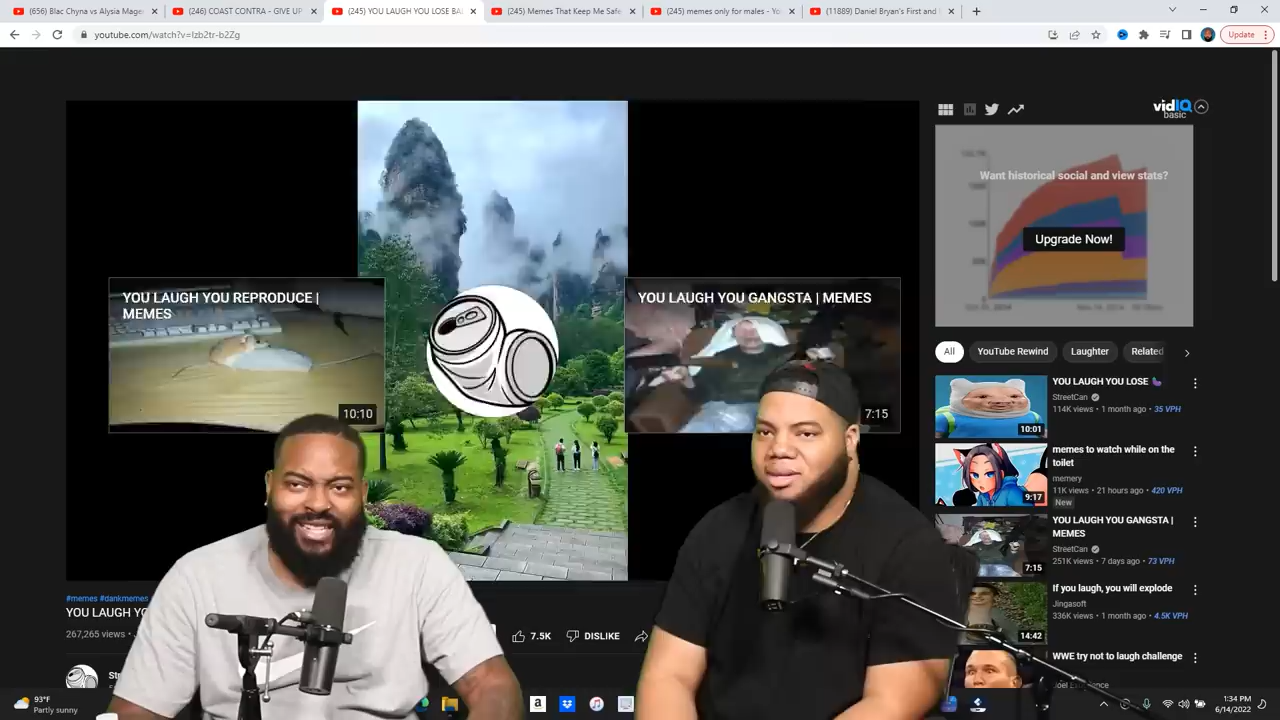 (656) Blac Chyna vs Alysia Mage
(246) COAST CONTRA - GIVE UP
(245) YOU LAUGH YOU LOSE BA
(245) Memes That Keep Me Safe
(245) memes only for males - Yo
(11889) Daniel Bryan's First and
youtube.com/watch?v=lzb2tr-b2Zg
Update
vidIQ
basic
Want historical social and view stats?
Upgrade Now!
YOU LAUGH YOU REPRODUCE |
MEMES
10:10
YOU LAUGH YOU GANGSTA | MEMES
7:15
All
YouTube Rewind
Laughter
Related
YOU LAUGH YOU LOSE 🍆
StreetCan
114K views • 1 month ago • 35 VPH
10:01
memes to watch while on the
toilet
memery
11K views • 21 hours ago • 420 VPH
New
9:17
YOU LAUGH YOU GANGSTA |
MEMES
StreetCan
251K views • 7 days ago • 73 VPH
7:15
If you laugh, you will explode
Jingasoft
336K views • 1 month ago • 4.5K VPH
14:42
WWE try not to laugh challenge
#memes #dankmemes
YOU LAUGH YO
267,265 views •
7.5K
DISLIKE
93°F
Partly sunny
1:34 PM
6/14/2022